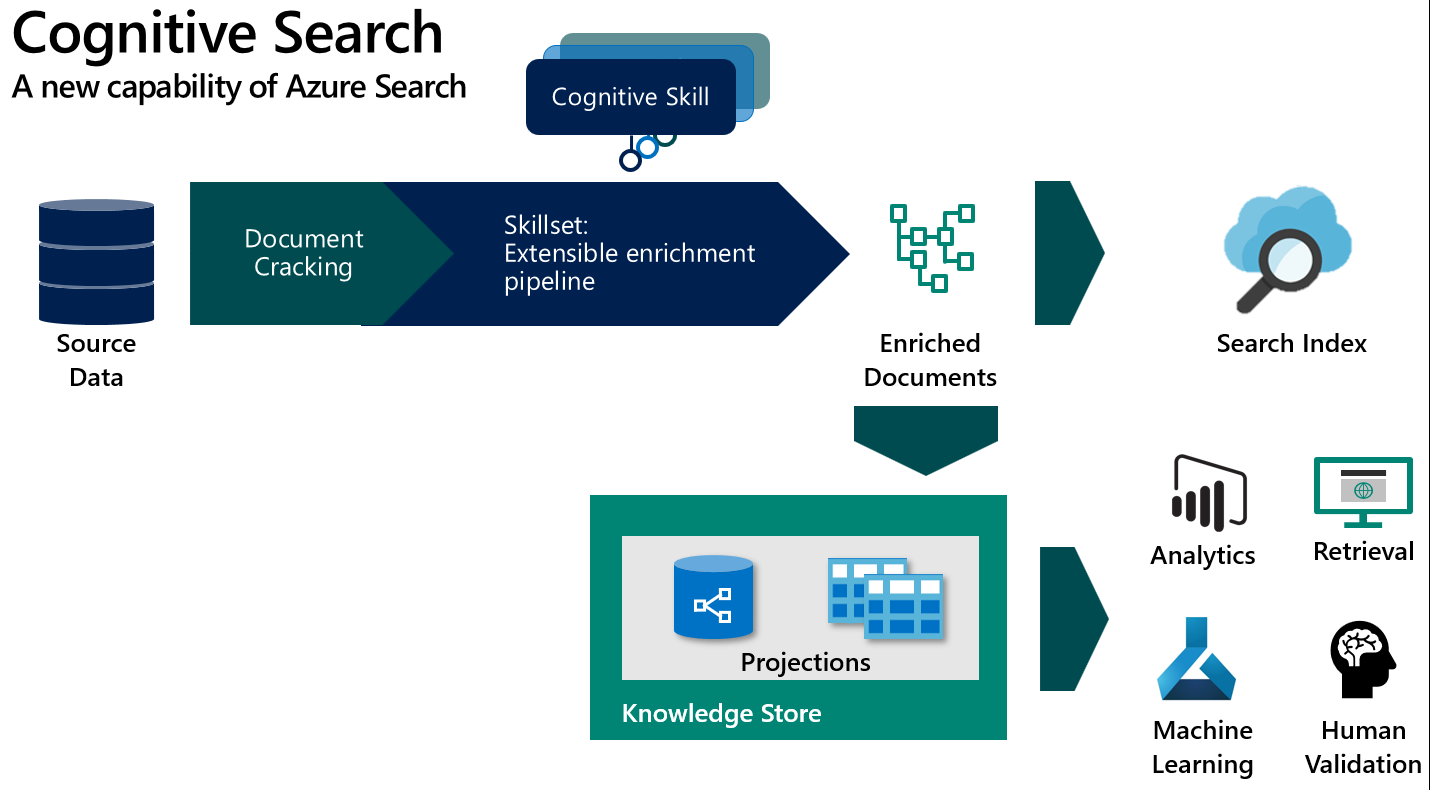 Cognitive Search
A new capability of Azure Search
Cognitive Skill
Document
Cracking
Skillset:
Extensible enrichment
pipeline
Source
Data
Enriched
Documents
Search Index
Projections
Knowledge Store
Analytics
Retrieval
Machine
Learning
Human
Validation